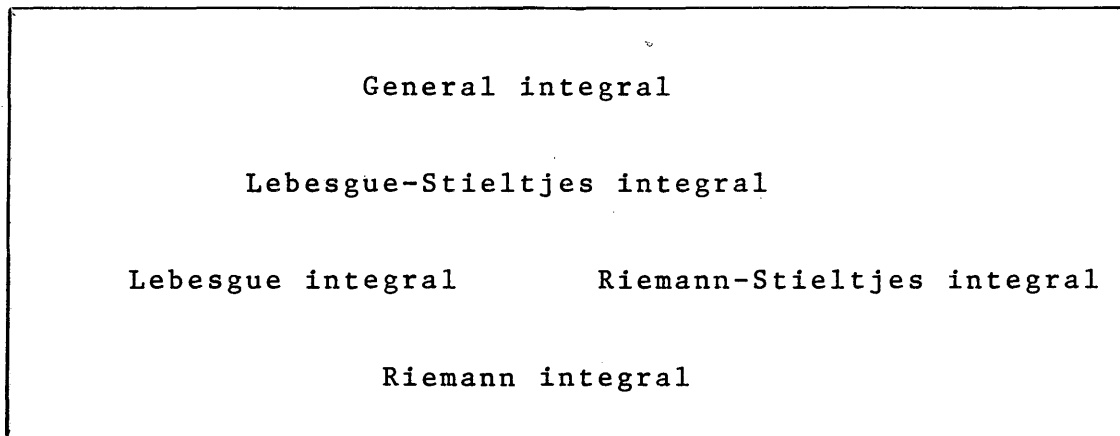 General integral
Lebesgue-Stieltjes integral
Lebesgue integral Riemann-Stieltjes integral
Riemann integral